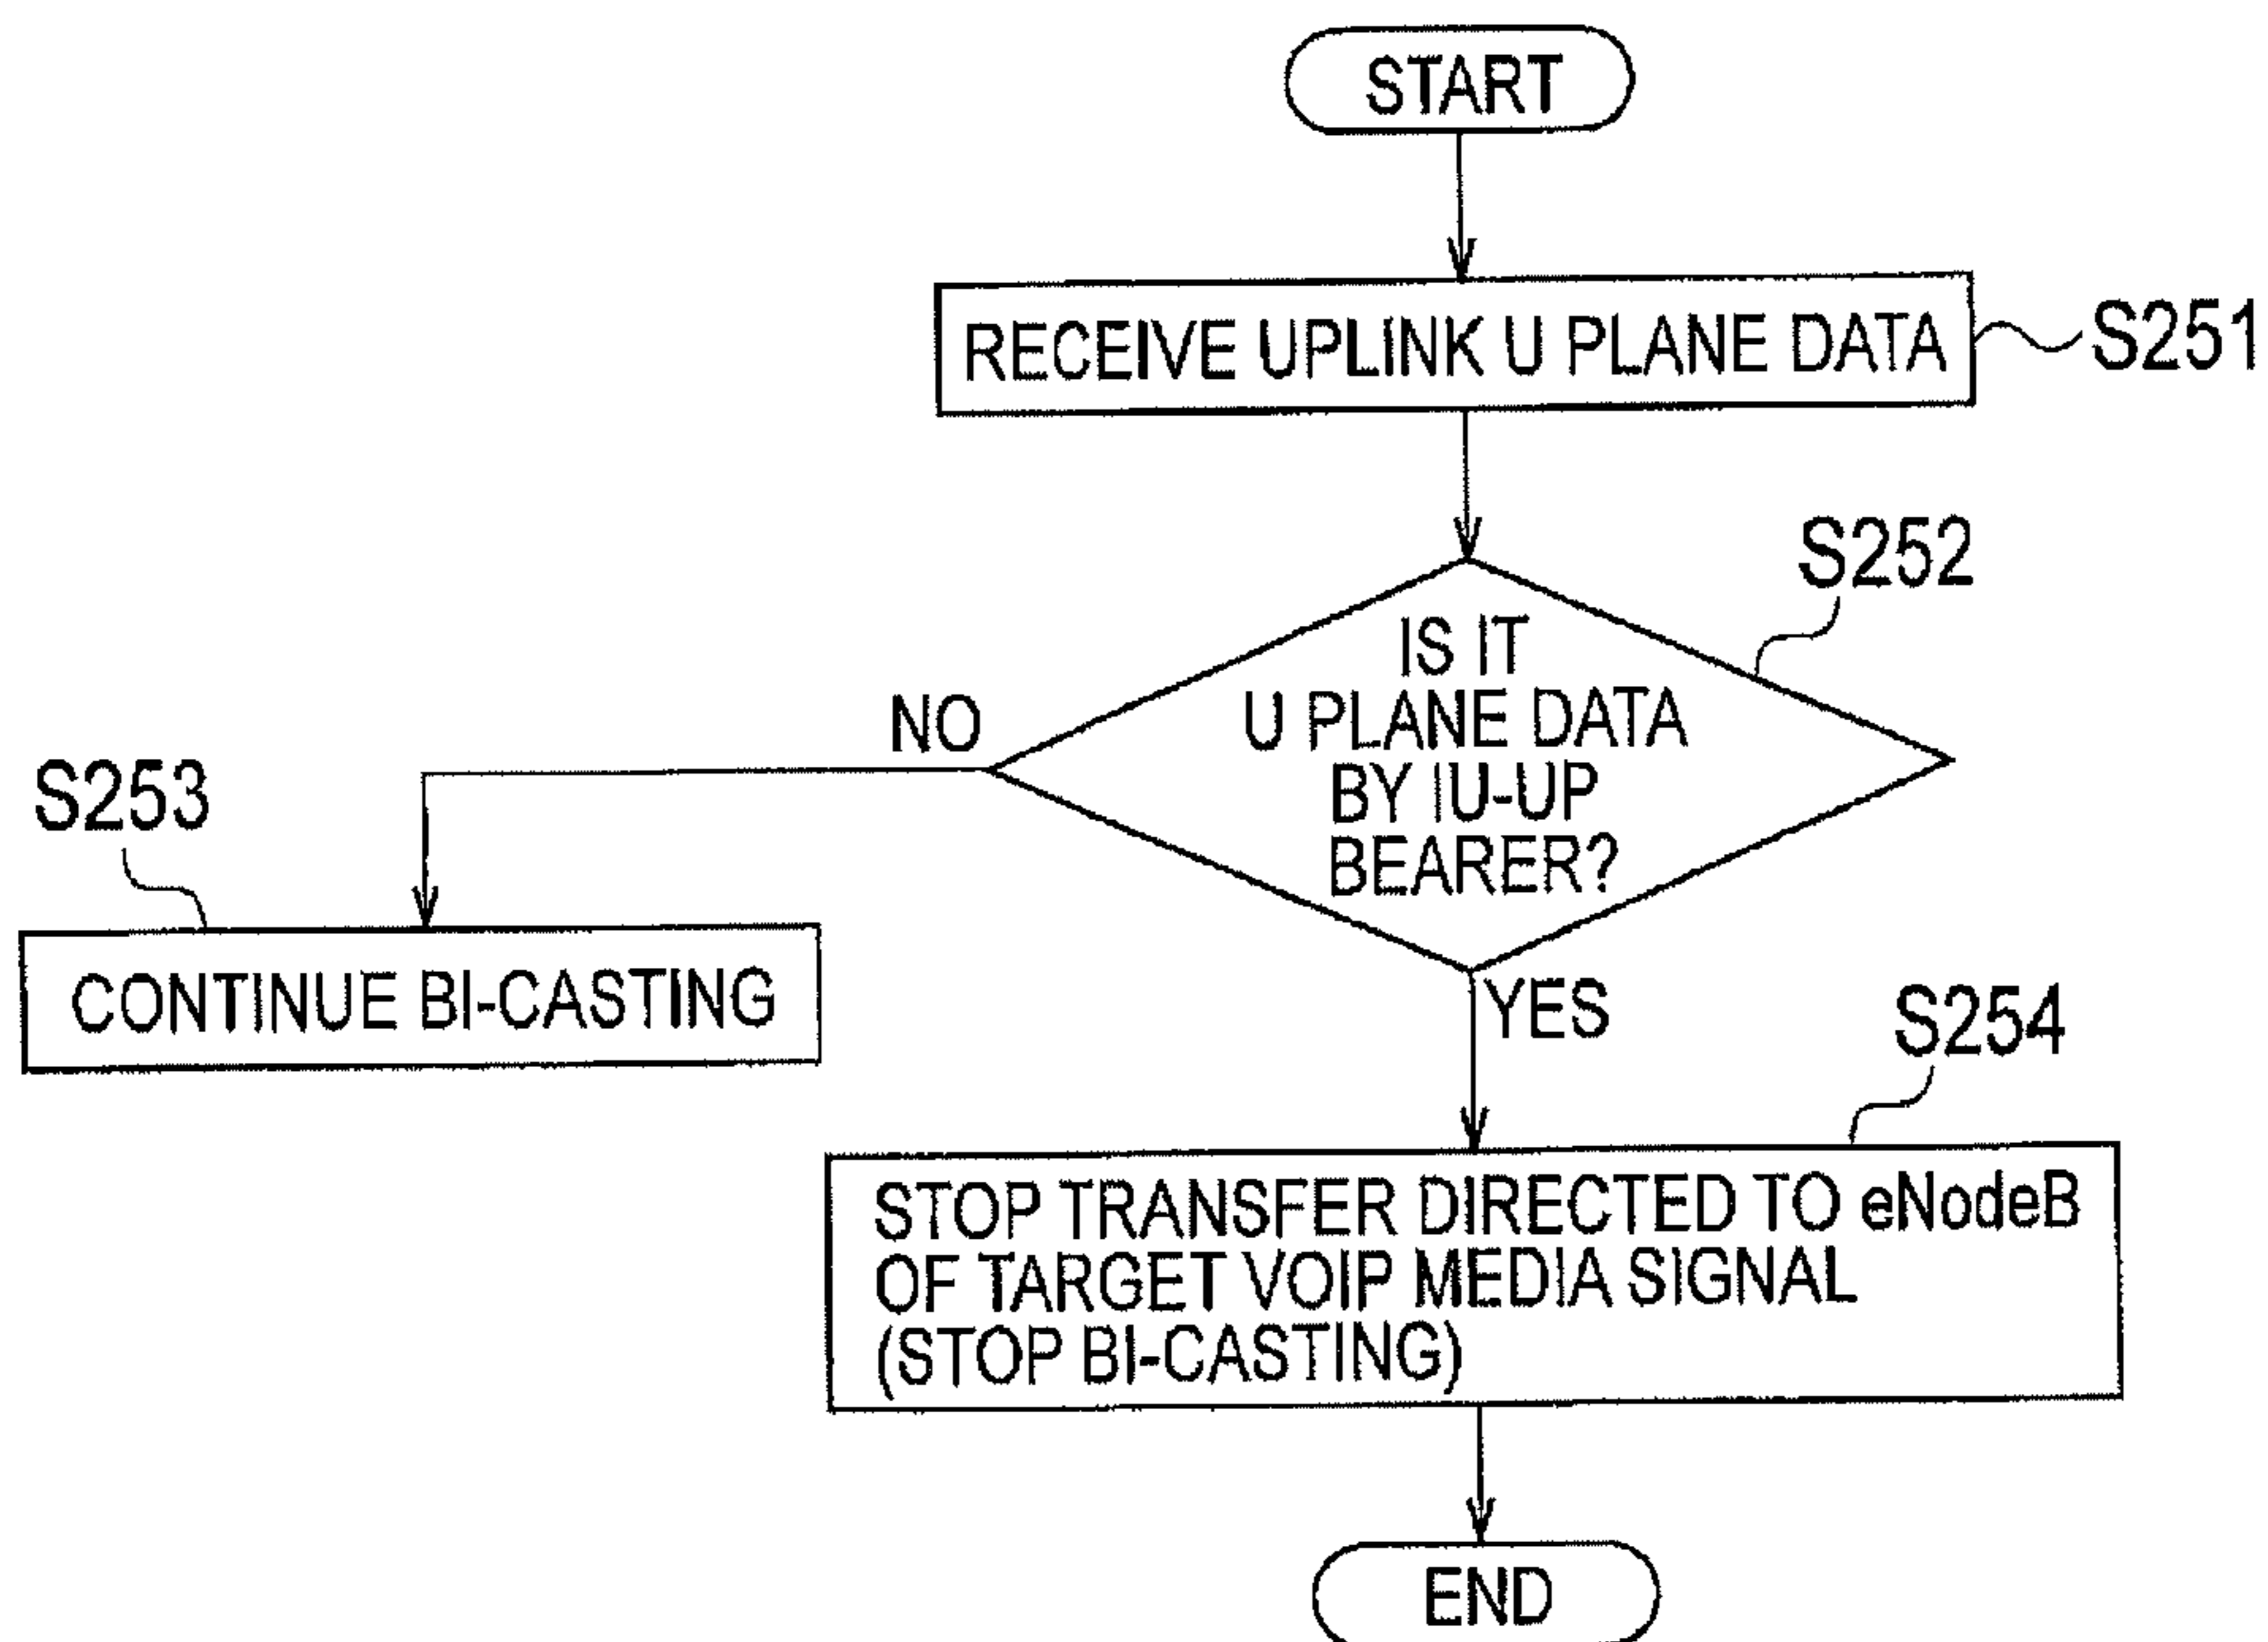 START
RECEIVE UPLINK U PLANE DATA
S251
S252
IS IT
U PLANE DATA
BY IU-UP
BEARER?
NO
S253
CONTINUE BI-CASTING
YES
S254
STOP TRANSFER DIRECTED TO eNodeB
OF TARGET VOIP MEDIA SIGNAL
(STOP BI-CASTING)
END